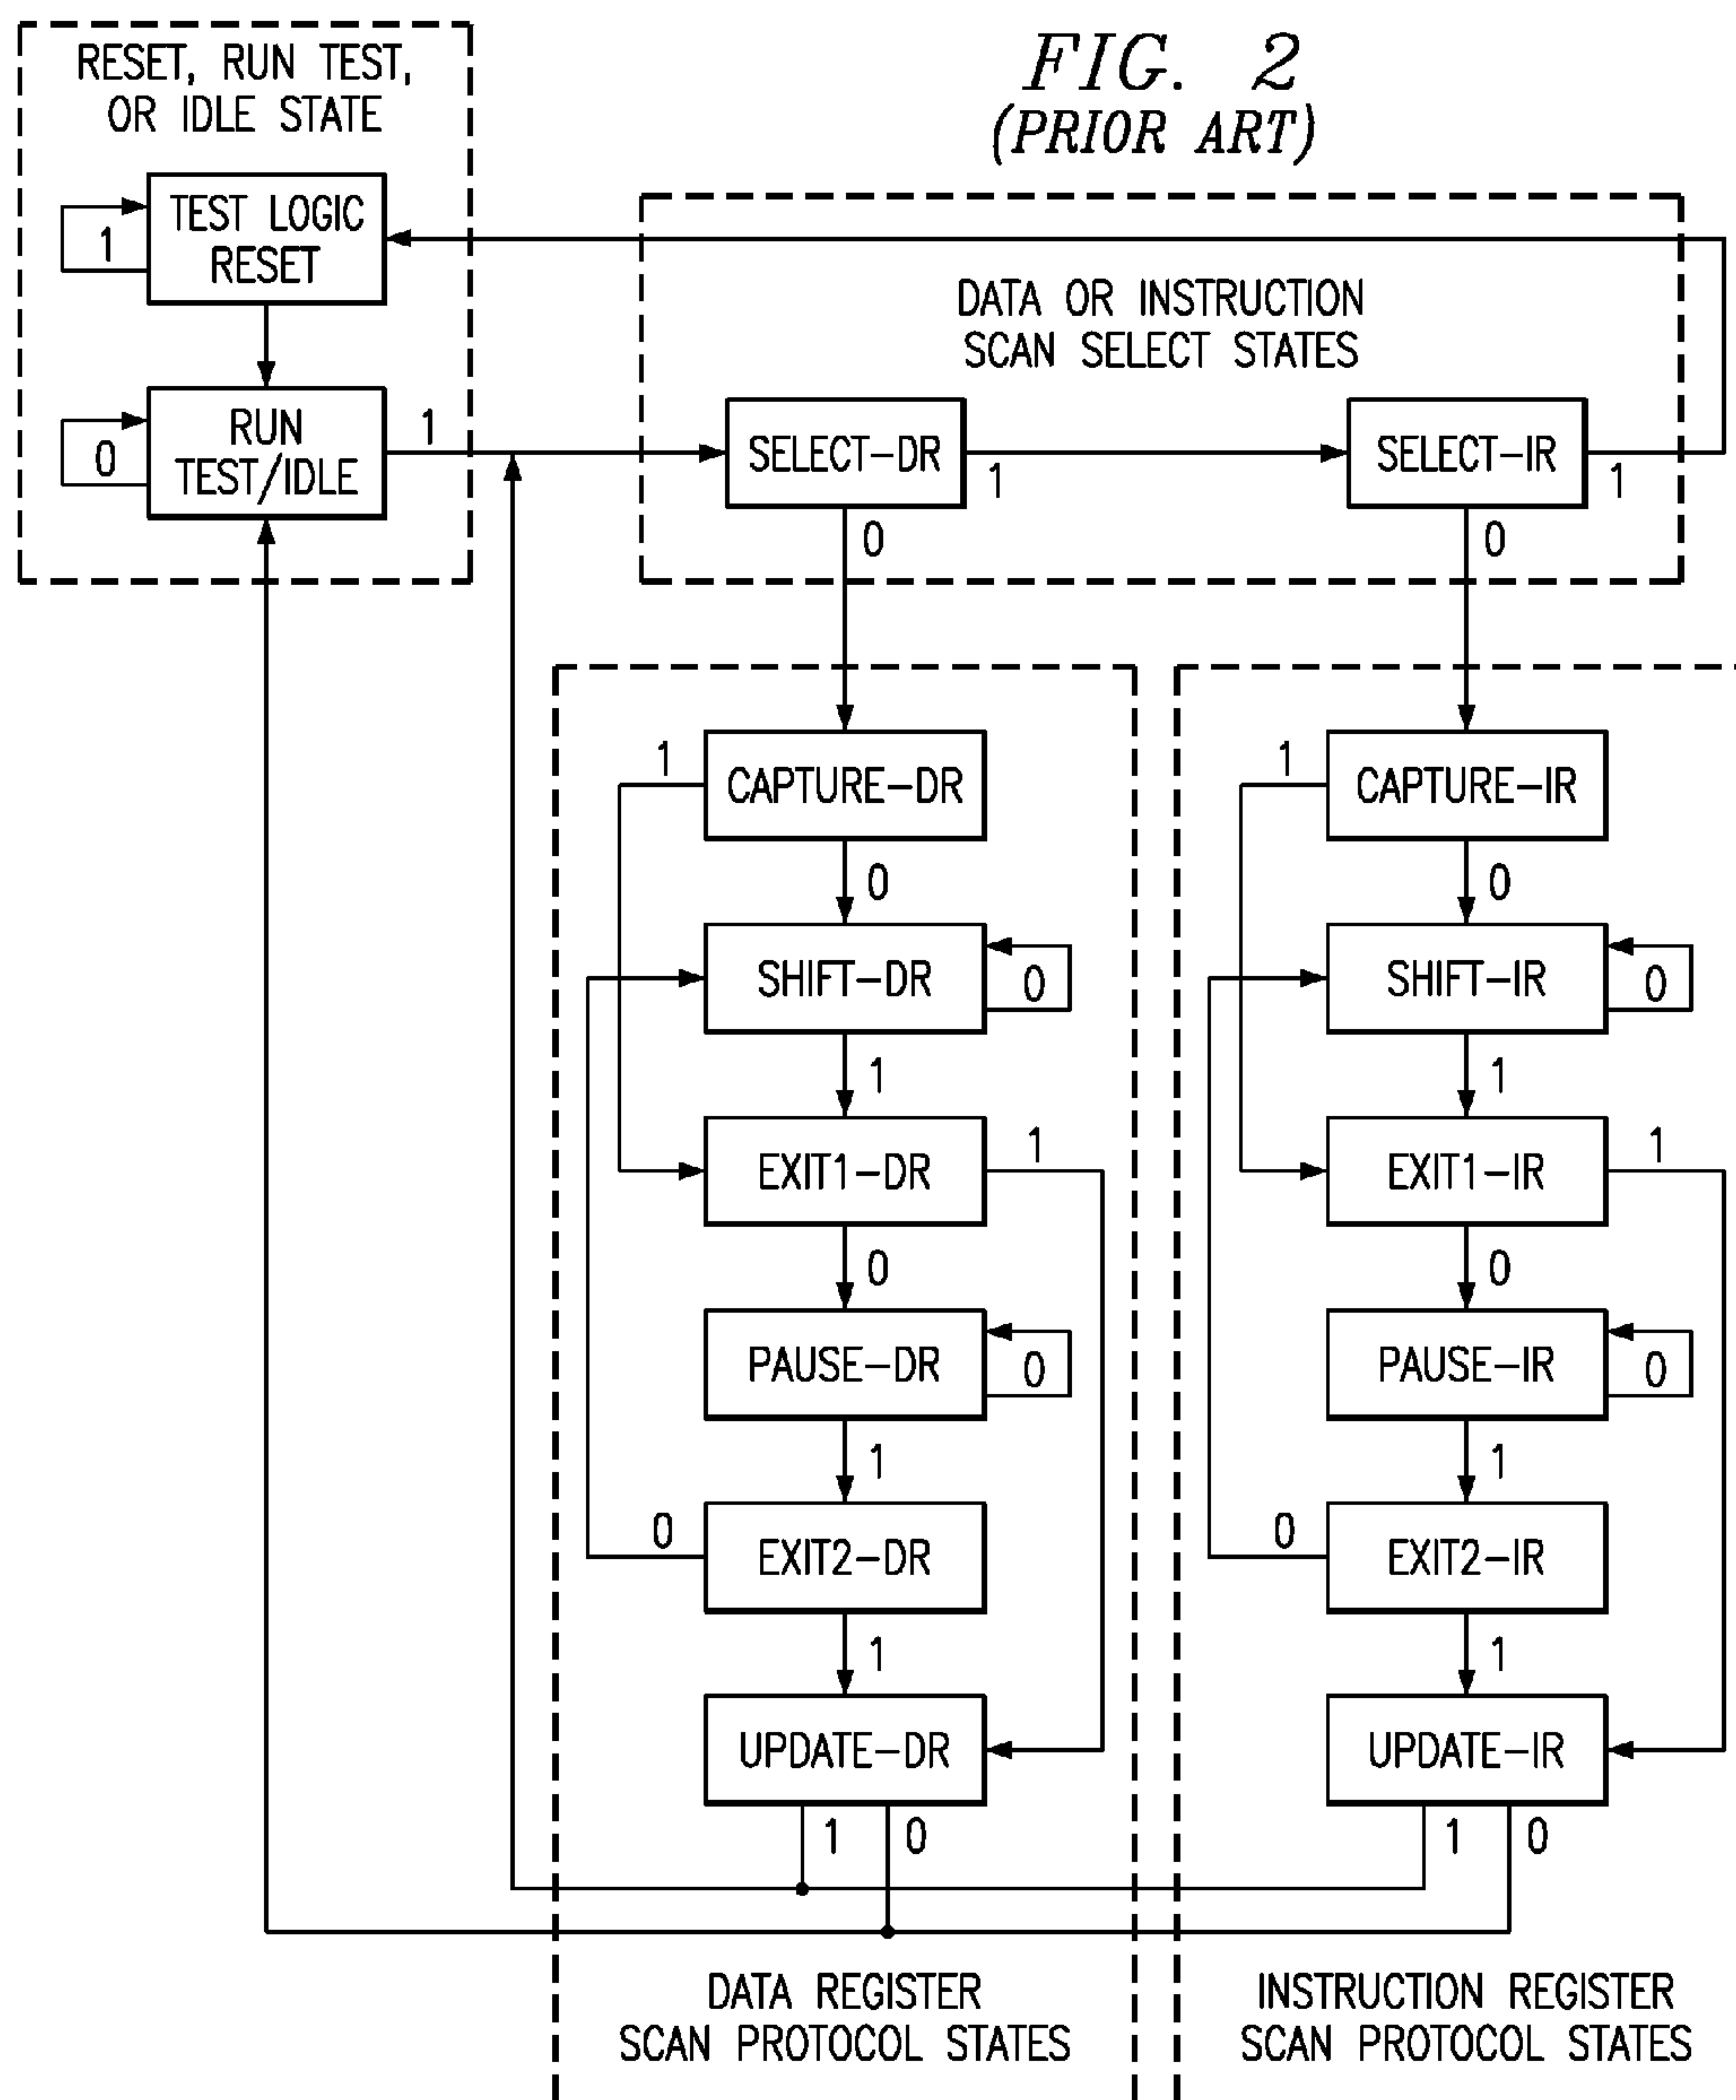 RESET, RUN TEST,
OR IDLE STATE
FIG. 2
(PRIOR ART)
TEST LOGIC
RESET
1
DATA OR INSTRUCTION
SCAN SELECT STATES
RUN
TEST/IDLE
0
1
SELECT-DR
1
SELECT-IR
1
0
0
1
CAPTURE-DR
1
CAPTURE-IR
0
0
SHIFT-DR
0
SHIFT-IR
0
1
1
EXIT1-DR
1
EXIT1-IR
1
0
0
PAUSE-DR
0
PAUSE-IR
0
1
1
0
EXIT2-DR
0
EXIT2-IR
1
1
UPDATE-DR
UPDATE-IR
1
0
1
0
DATA REGISTER
SCAN PROTOCOL STATES
INSTRUCTION REGISTER
SCAN PROTOCOL STATES